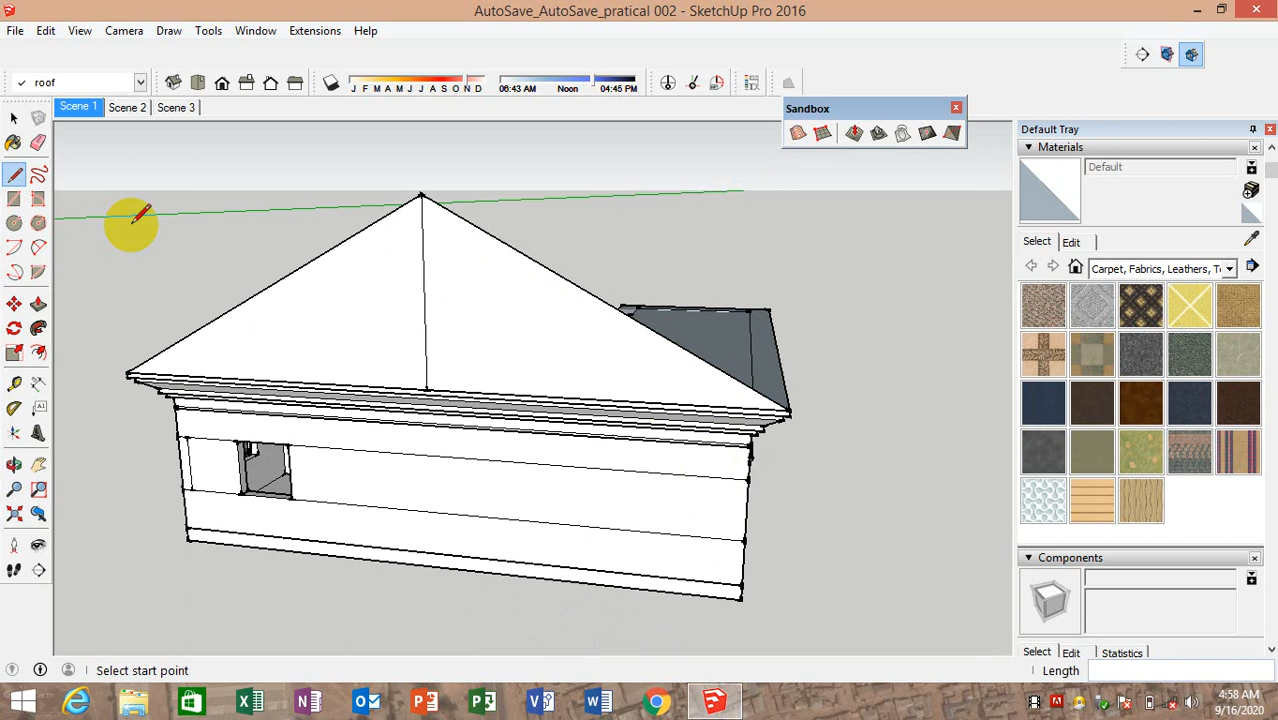 AutoSave_AutoSave_pratical 002 - SketchUp Pro 2016
File Edit View Camera Draw Tools Window Extensions Help
roof
J F M A M J J A S O N D
06:43 AM Noon 04:45 PM
Scene 1 Scene 2 Scene 3
Sandbox
Default Tray
Materials
Default
Select Edit
Carpet, Fabrics, Leathers, T
Components
Select Edit Statistics
Select start point
Length
4:58 AM
9/16/2020